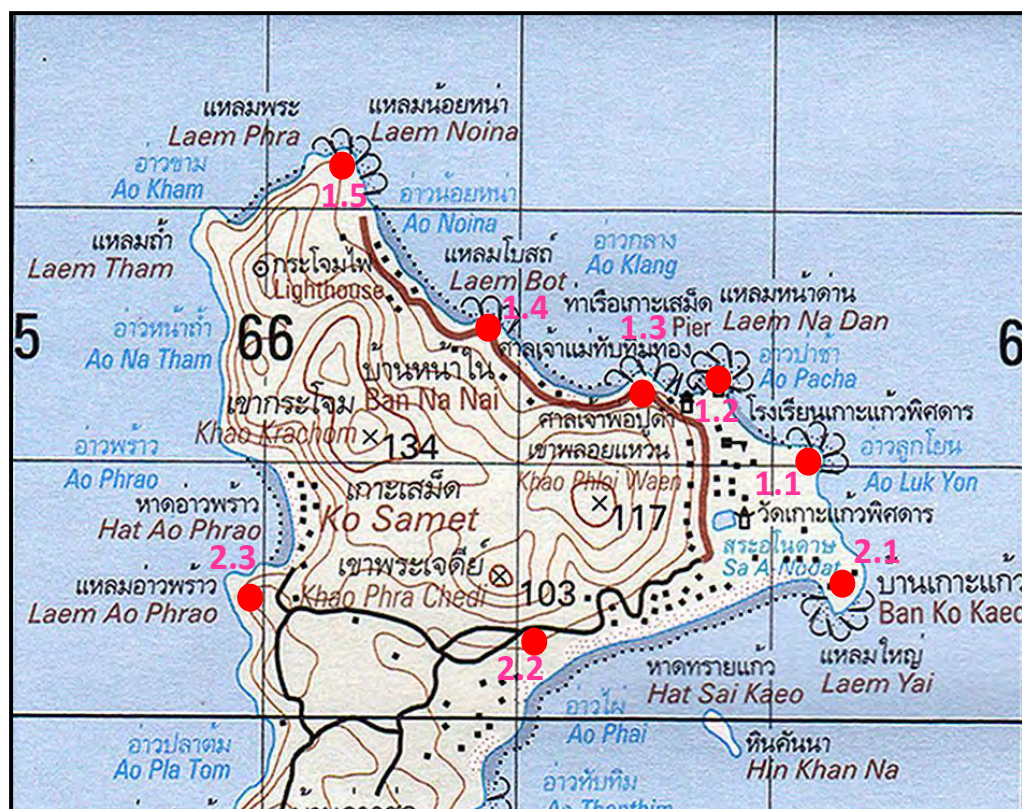 แหลมพระ
Laem Phra
แหลมน้อยหน่า
Laem Noina
อ่าวขาม
Ao Kham
1.5
อ่าวน้อยหน่า
Ao Noina
แหลมถ้ำ
Laem Tham
กระโจมไฟ
Lighthouse
แหลมโบสถ์
Laem Bot
อ่าวกลาง
Ao Klang
1.4
ท่าเรือเกาะเสม็ด
1.3
Pier
แหลมหน้าด่าน
Laem Na Dan
5
66
6
อ่าวหน้าถ้ำ
Ao Na Tham
ศาลเจ้าแม่ทับทิมทอง
อ่าวป่าช้า
Ao Pacha
บ้านหน้าใน
Ban Na Nai
1.2
โรงเรียนเกาะแก้วพิศดาร
เขากระโจม
Khao Krachom
134
ศาลเจ้าพ่อปู่ดำ
เขาพลอยแหวน
Khao Phloi Waen
117
อ่าวพร้าว
Ao Phrao
1.1
อ่าวลูกโยน
Ao Luk Yon
เกาะเสม็ด
Ko Samet
หาดอ่าวพร้าว
Hat Ao Phrao
วัดเกาะแก้วพิศดาร
สระอโนดาษ
Sa A-Nodat
2.3
เขาพระเจดีย์
Khao Phra Chedi
103
2.1
แหลมอ่าวพร้าว
Laem Ao Phrao
บานเกาะแก้ว
Ban Ko Kaeo
2.2
หาดทรายแก้ว
Hat Sai Kaeo
แหลมใหญ่
Laem Yai
อ่าวไผ่
Ao Phai
อ่าวปลาต้ม
Ao Pla Tom
หินคันนา
Hin Khan Na
อ่าวทับทิม
Ao Thapthim